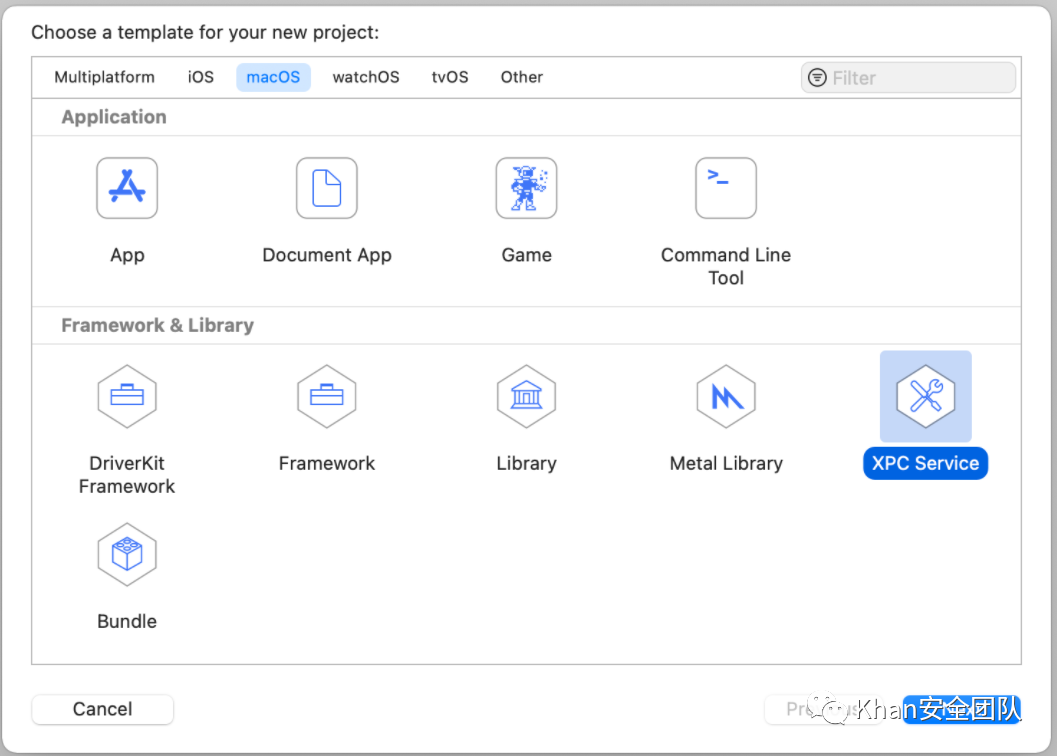 Choose a template for your new project:
Multiplatform iOS macOS watchOS tvOS Other Filter
Application
App Document App Game Command Line Tool
Framework & Library
DriverKit Framework Framework Library Metal Library XPC Service
Bundle
Cancel
Khan安全团队